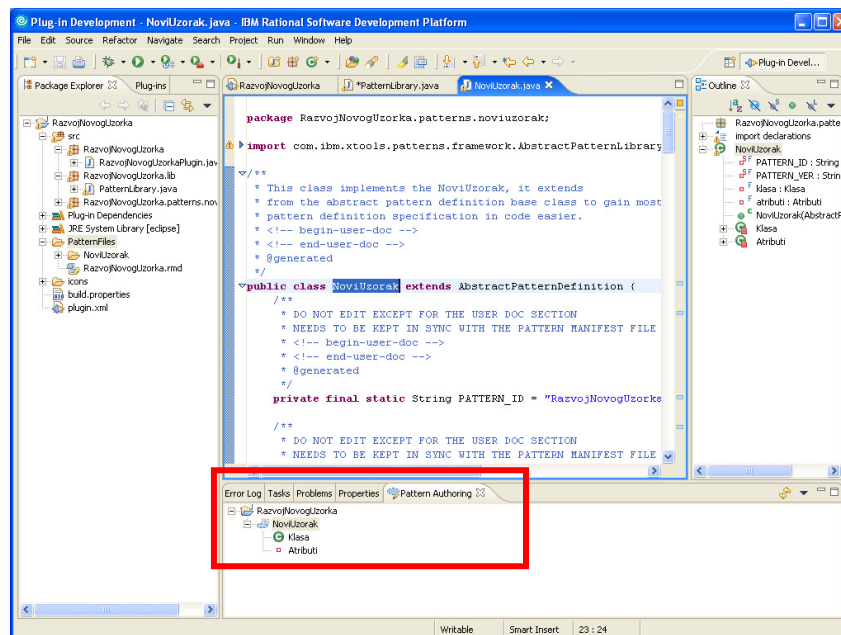 Plug-in Development - NoviUzorak.java - IBM Rational Software Development Platform
File Edit Source Refactor Navigate Search Project Run Window Help
Plug-in Devel...
Package Explorer Plug-ins
RazvojNovogUzorka
src
RazvojNovogUzorka
RazvojNovogUzorkaPlugin.jav
RazvojNovogUzorka.lib
PatternLibrary.java
RazvojNovogUzorka.patterns.nov
Plug-in Dependencies
JRE System Library [eclipse]
PatternFiles
NoviUzorak
RazvojNovogUzorka.rmd
icons
build.properties
plugin.xml
RazvojNovogUzorka *PatternLibrary.java NoviUzorak.java
package RazvojNovogUzorka.patterns.noviuzorak;
import com.ibm.xtools.patterns.framework.AbstractPatternLibrary
/**
* This class implements the NoviUzorak, it extends
* from the abstract pattern definition base class to gain most
* pattern definition specification in code easier.
* <!-- begin-user-doc -->
* <!-- end-user-doc -->
* @generated
*/
public class NoviUzorak extends AbstractPatternDefinition {
/**
* DO NOT EDIT EXCEPT FOR THE USER DOC SECTION
* NEEDS TO BE KEPT IN SYNC WITH THE PATTERN MANIFEST FILE
* <!-- begin-user-doc -->
* <!-- end-user-doc -->
* @generated
*/
private final static String PATTERN_ID = "RazvojNovogUzorka
/**
* DO NOT EDIT EXCEPT FOR THE USER DOC SECTION
* NEEDS TO BE KEPT IN SYNC WITH THE PATTERN MANIFEST FILE
Outline
RazvojNovogUzorka.patte
import declarations
NoviUzorak
PATTERN_ID : String
PATTERN_VER : Strin
klasa : Klasa
atributi : Atributi
NoviUzorak(AbstractP
Klasa
Atributi
Error Log Tasks Problems Properties Pattern Authoring
RazvojNovogUzorka
NoviUzorak
Klasa
Atributi
Writable Smart Insert 23 : 24